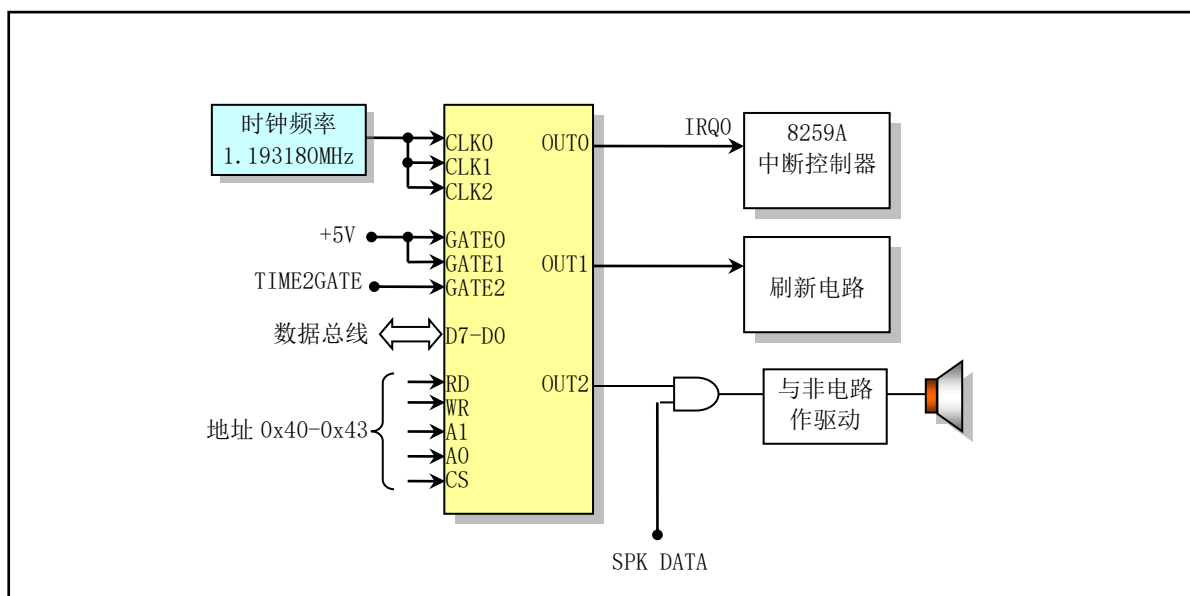 时钟频率
1.193180MHz
CLK0
CLK1
CLK2
+5V
GATE0
GATE1
TIME2GATE
GATE2
数据总线
D7-D0
地址 0x40-0x43
RD
WR
A1
A0
CS
OUT0
IRQ0
8259A
中断控制器
OUT1
刷新电路
OUT2
与非电路
作驱动
SPK DATA